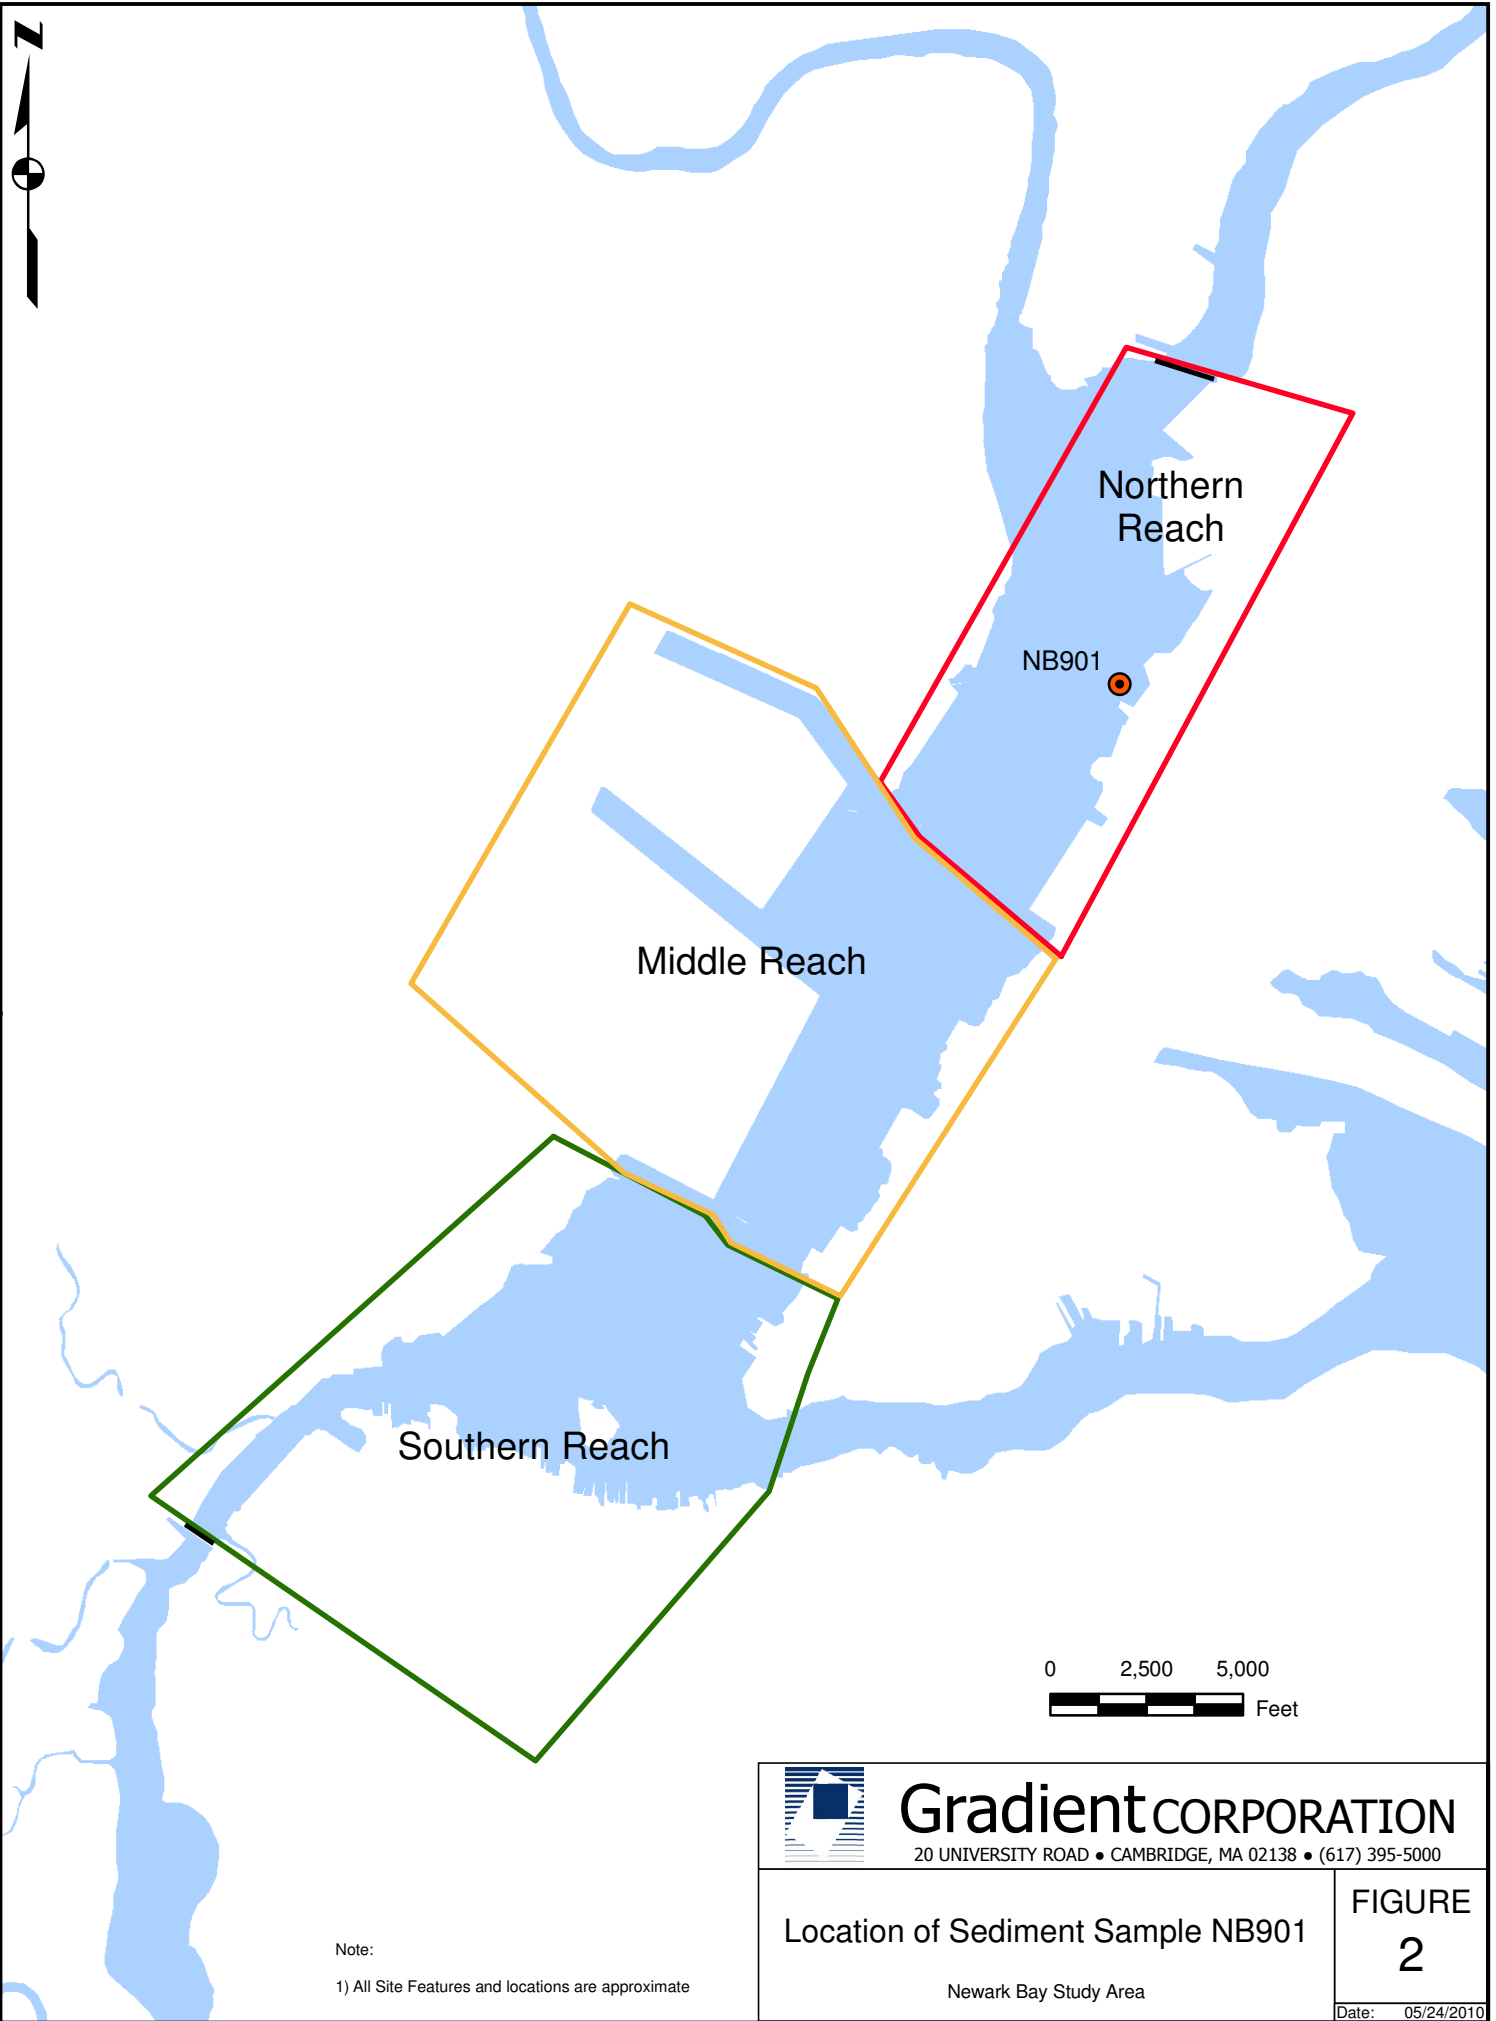 N
Northern
Reach
NB901
Middle Reach
Southern Reach
0 2,500 5,000
Feet
Gradient CORPORATION
20 UNIVERSITY ROAD ● CAMBRIDGE, MA 02138 ● (617) 395-5000
Location of Sediment Sample NB901
Newark Bay Study Area
FIGURE
2
Date: 05/24/2010
Note:
1) All Site Features and locations are approximate